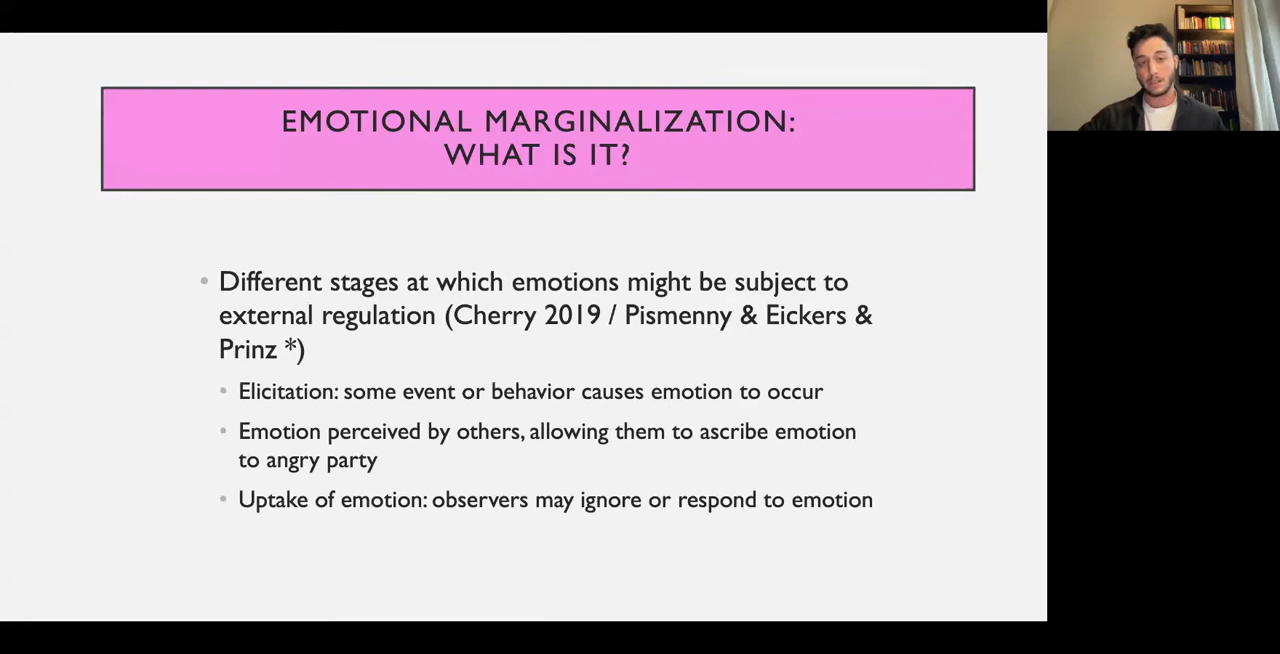 EMOTIONAL MARGINALIZATION:
WHAT IS IT?
• Different stages at which emotions might be subject to
external regulation (Cherry 2019 / Pismenny & Eickers &
Prinz *)
• Elicitation: some event or behavior causes emotion to occur
• Emotion perceived by others, allowing them to ascribe emotion
to angry party
• Uptake of emotion: observers may ignore or respond to emotion